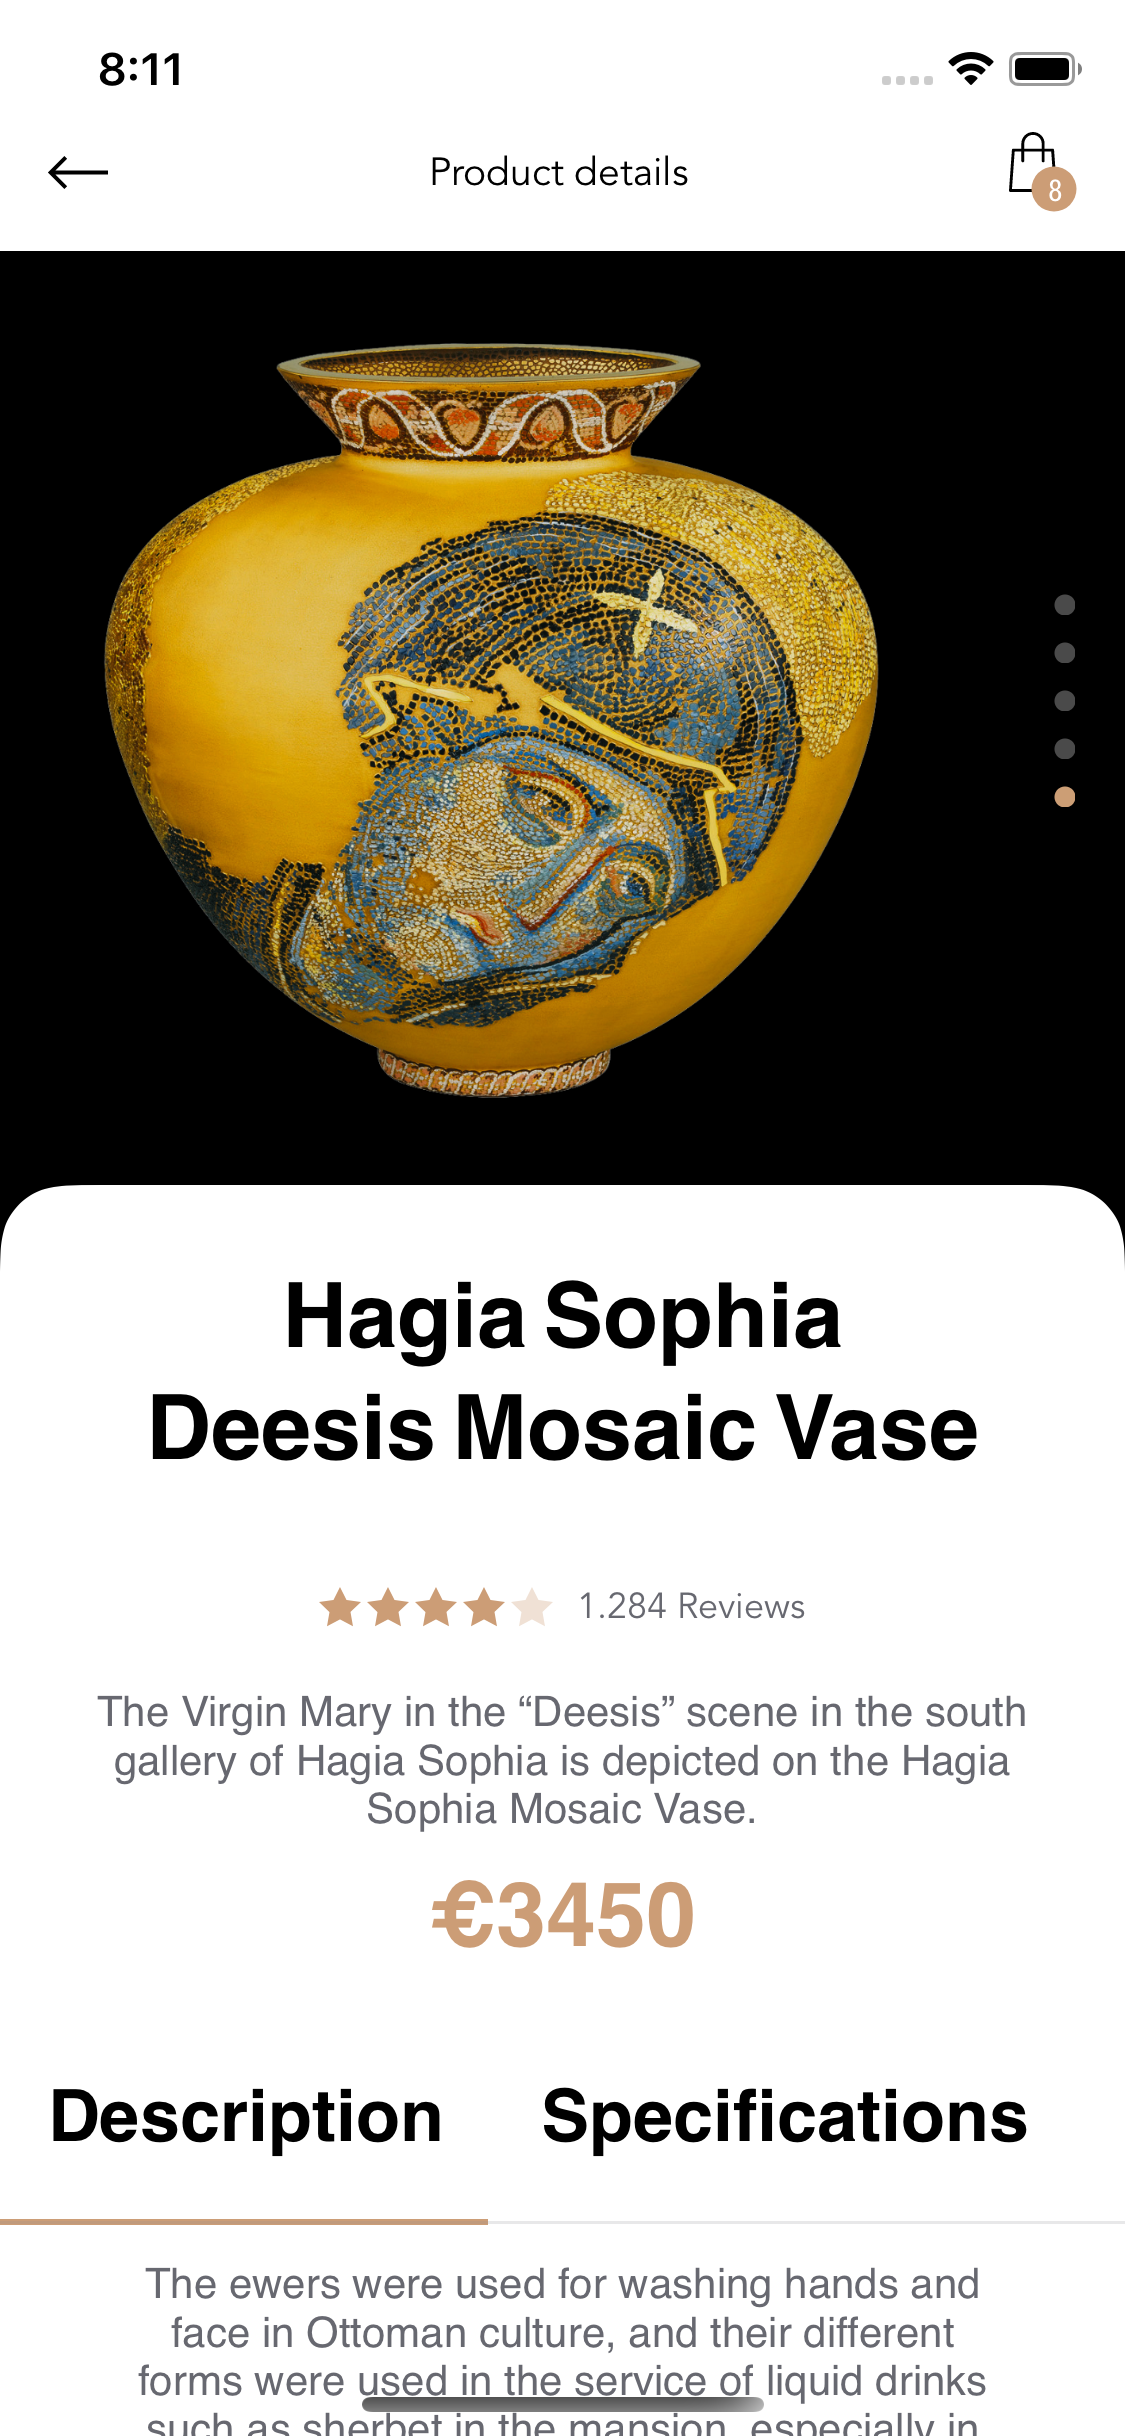 8:11
Product details
8
Hagia Sophia
Deesis Mosaic Vase
1.284 Reviews
The Virgin Mary in the “Deesis” scene in the south
gallery of Hagia Sophia is depicted on the Hagia
Sophia Mosaic Vase.
€3450
Description
Specifications
The ewers were used for washing hands and
face in Ottoman culture, and their different
forms were used in the service of liquid drinks
such as sherbet in the mansion, especially in